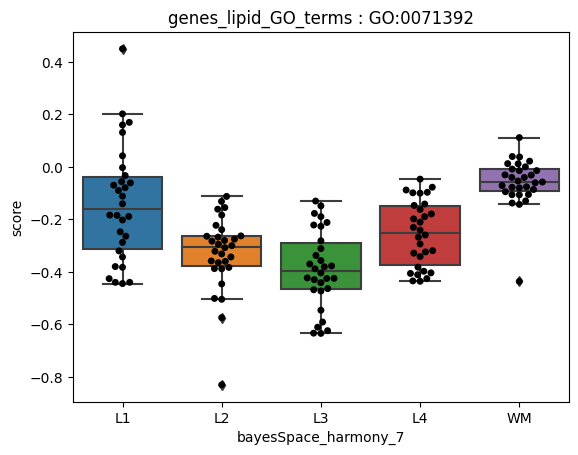 genes_lipid_GO_terms : GO:0071392
score
0.4
0.2
0.0
−0.2
−0.4
−0.6
−0.8
L1 L2 L3 L4 WM
bayesSpace_harmony_7